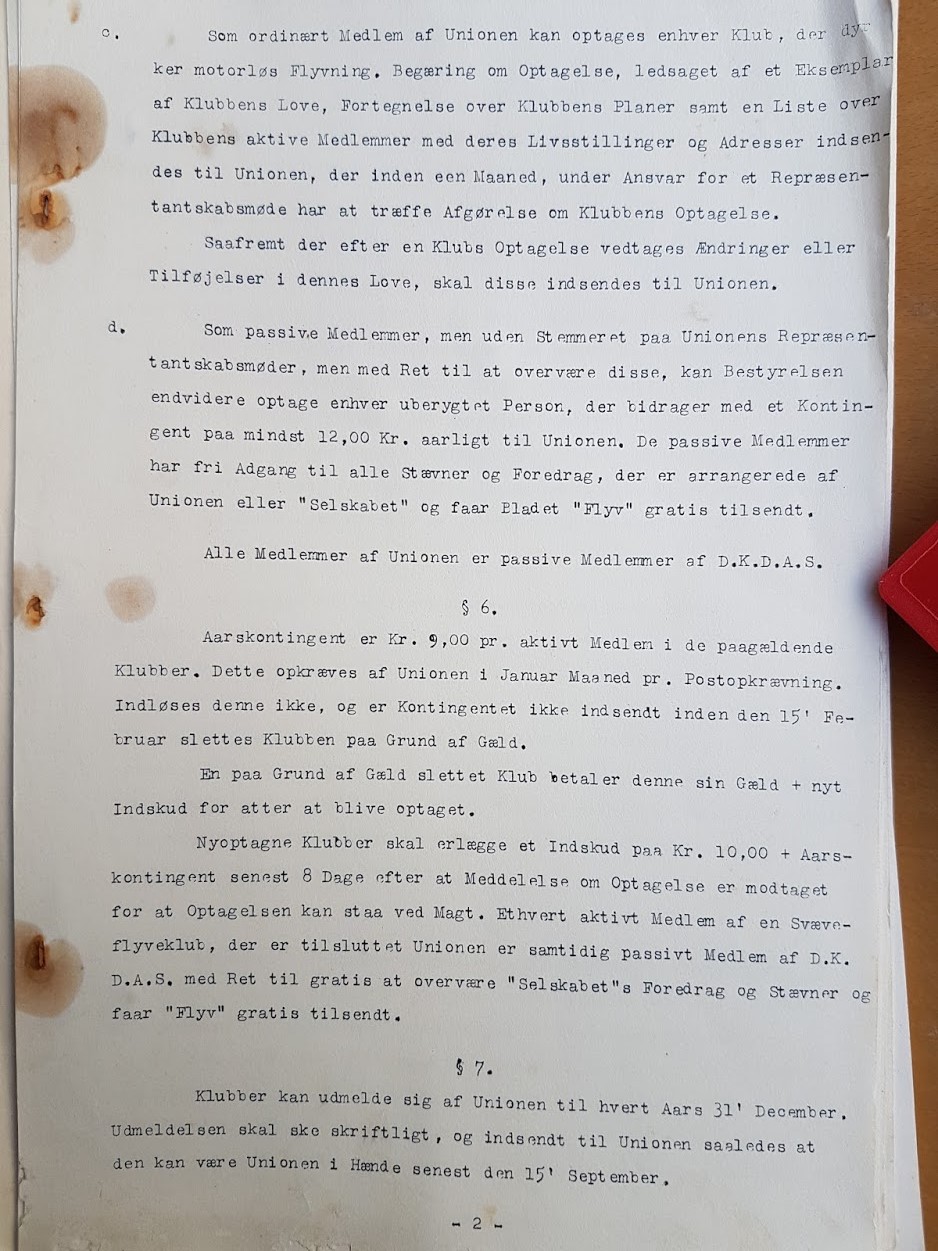 c. Som ordinært Medlem af Unionen kan optages enhver Klub, der dyr-
ker motorløs Flyvning. Begæring om Optagelse, ledsaget af et Eksemplar
af Klubbens Love, Fortegnelse over Klubbens Planer samt en Liste over
Klubbens aktive Medlemmer med deres Livsstillinger og Adresser indsen-
des til Unionen, der inden een Maaned, under Ansvar for et Repræsen-
tantskabsmøde har at træffe Afgørelse om Klubbens Optagelse.
Saafremt der efter en Klubs Optagelse vedtages Ændringer eller
Tilføjelser i dennes Love, skal disse indsendes til Unionen.
d. Som passive Medlemmer, men uden Stemmeret paa Unionens Repræsen-
tantskabsmøder, men med Ret til at overvære disse, kan Bestyrelsen
endvidere optage enhver uberygtet Person, der bidrager med et Kontin-
gent paa mindst 12,00 Kr. aarligt til Unionen. De passive Medlemmer
har fri Adgang til alle Stævner og Foredrag, der er arrangerede af
Unionen eller "Selskabet" og faar Bladet "Flyv" gratis tilsendt.
Alle Medlemmer af Unionen er passive Medlemmer af D.K.D.A.S.
§ 6.
Aarskontingent er Kr. 9,00 pr. aktivt Medlem i de paagældende
Klubber. Dette opkræves af Unionen i Januar Maaned pr. Postopkrævning.
Indløses denne ikke, og er Kontingentet ikke indsendt inden den 15' Fe-
bruar slettes Klubben paa Grund af Gæld.
En paa Grund af Gæld slettet Klub betaler denne sin Gæld + nyt
Indskud for atter at blive optaget.
Nyoptagne Klubber skal erlægge et Indskud paa Kr. 10,00 + Aars-
kontingent senest 8 Dage efter at Meddelelse om Optagelse er modtaget
for at Optagelsen kan staa ved Magt. Ethvert aktivt Medlem af en Svæve-
flyveklub, der er tilsluttet Unionen er samtidig passivt Medlem af D.K.
D.A.S. med Ret til gratis at overvære "Selskabet"s Foredrag og Stævner og
faar "Flyv" gratis tilsendt.
§ 7.
Klubber kan udmelde sig af Unionen til hvert Aars 31' December.
Udmeldelsen skal ske skriftligt, og indsendt til Unionen saaledes at
den kan være Unionen i Hænde senest den 15' September.
- 2 -